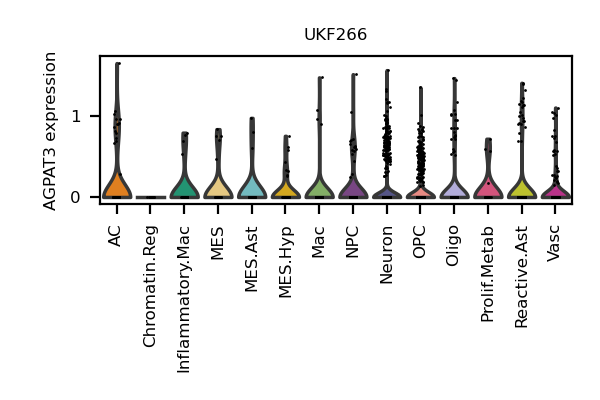 UKF266
AGPAT3 expression
1
0
AC
Chromatin.Reg
Inflammatory.Mac
MES
MES.Ast
MES.Hyp
Mac
NPC
Neuron
OPC
Oligo
Prolif.Metab
Reactive.Ast
Vasc